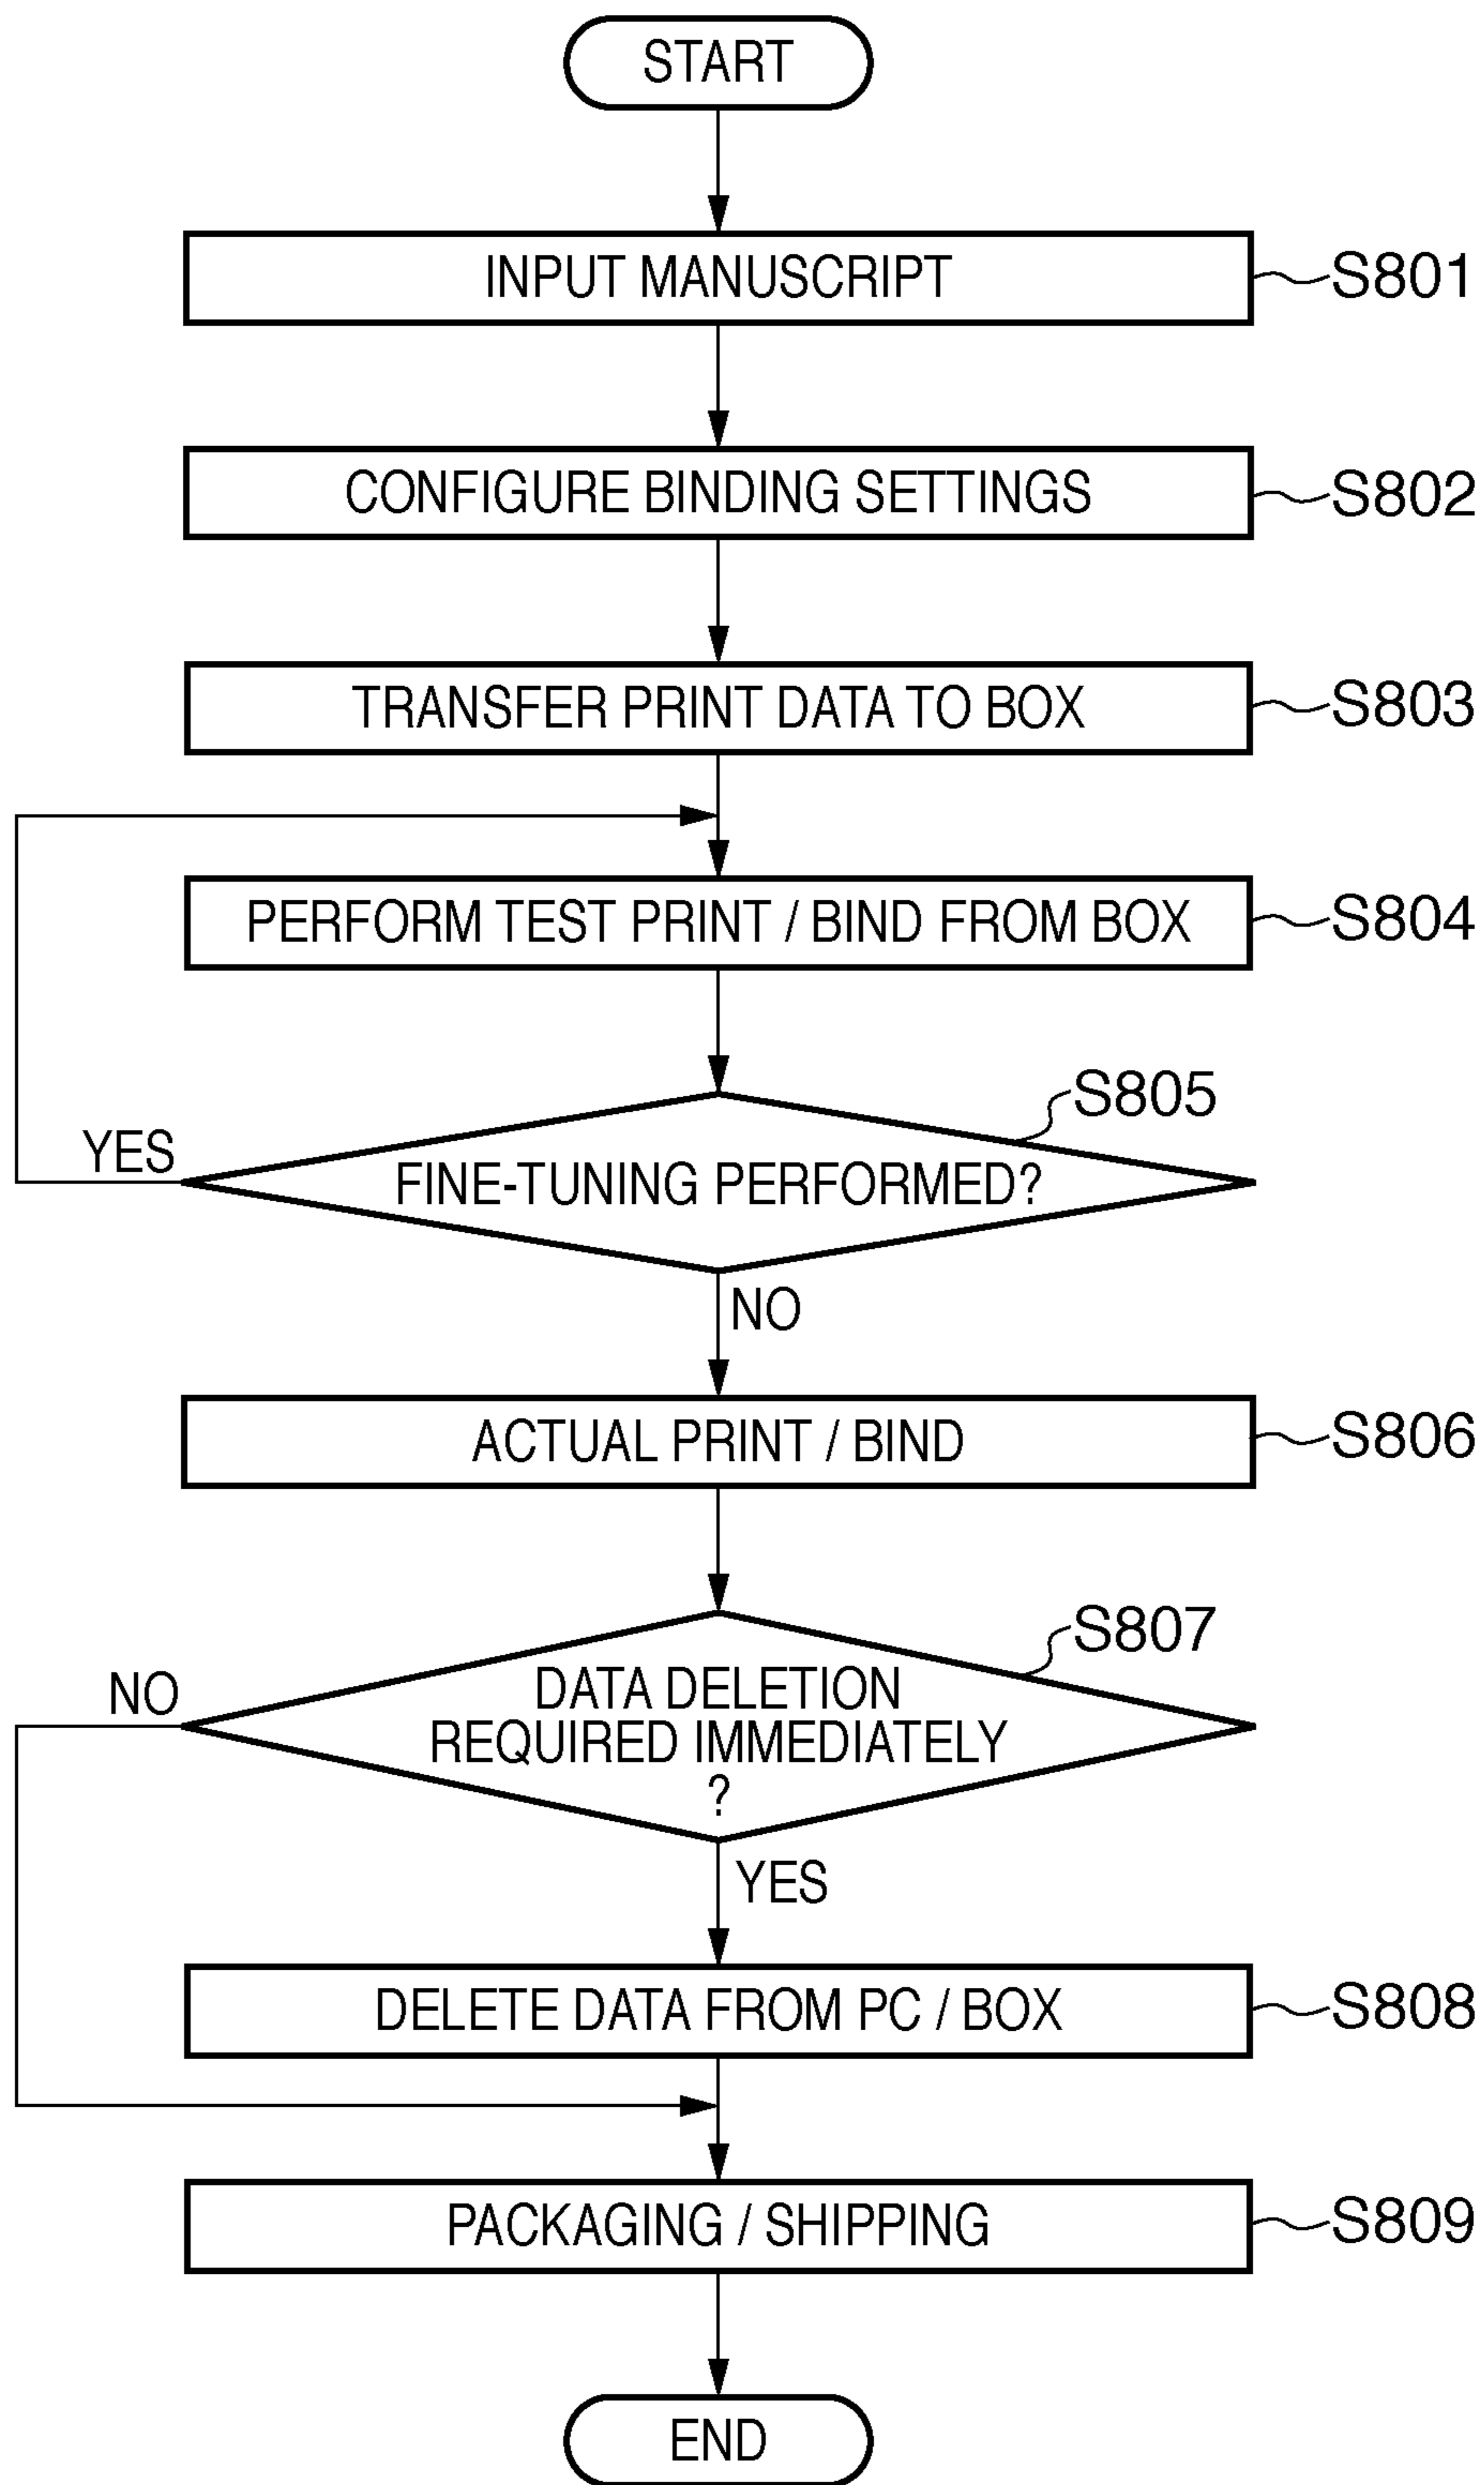 START
INPUT MANUSCRIPT
S801
CONFIGURE BINDING SETTINGS
S802
TRANSFER PRINT DATA TO BOX
S803
PERFORM TEST PRINT / BIND FROM BOX
S804
S805
YES
FINE-TUNING PERFORMED?
NO
ACTUAL PRINT / BIND
S806
S807
NO
DATA DELETION
REQUIRED IMMEDIATELY
?
YES
DELETE DATA FROM PC / BOX
S808
PACKAGING / SHIPPING
S809
END